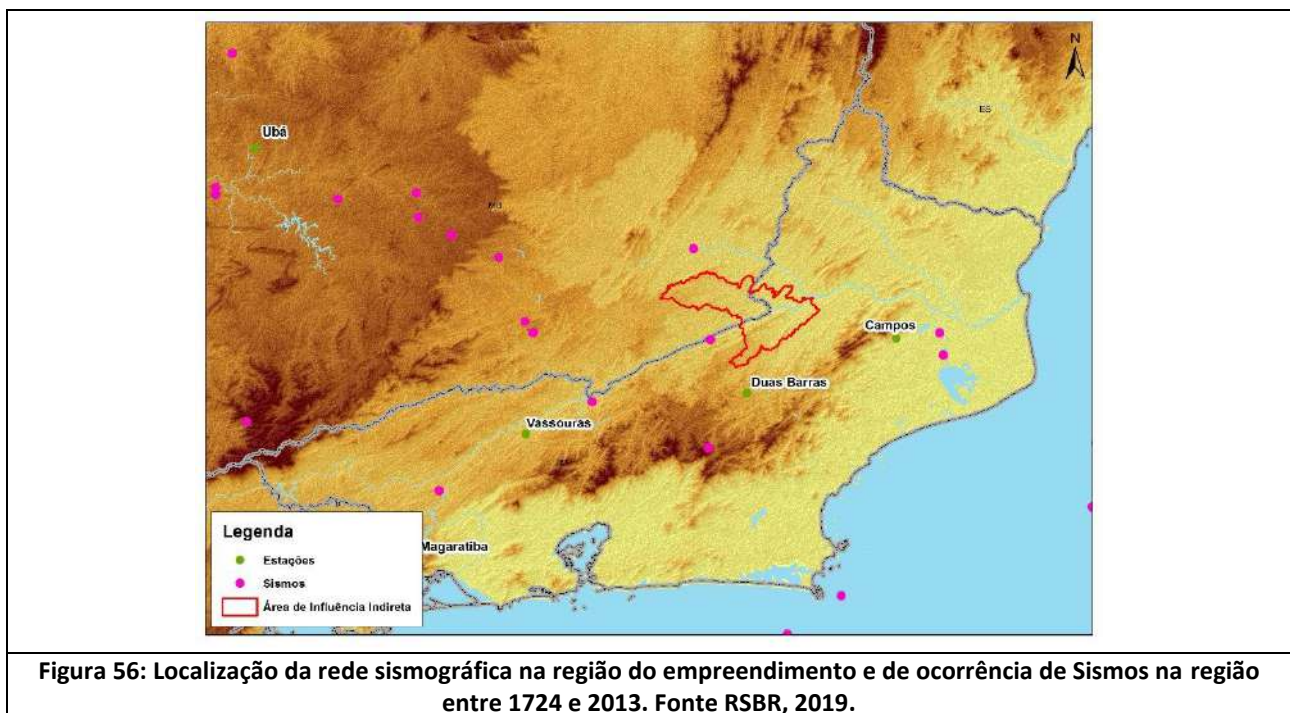 N
ES
Ubá
MG
Campos
Duas Barras
Vassouras
Magaratiba
Legenda
Estações
Sismos
Área de Influência Indireta
Figura 56: Localização da rede sismográfica na região do empreendimento e de ocorrência de Sismos na região
entre 1724 e 2013. Fonte RSBR, 2019.